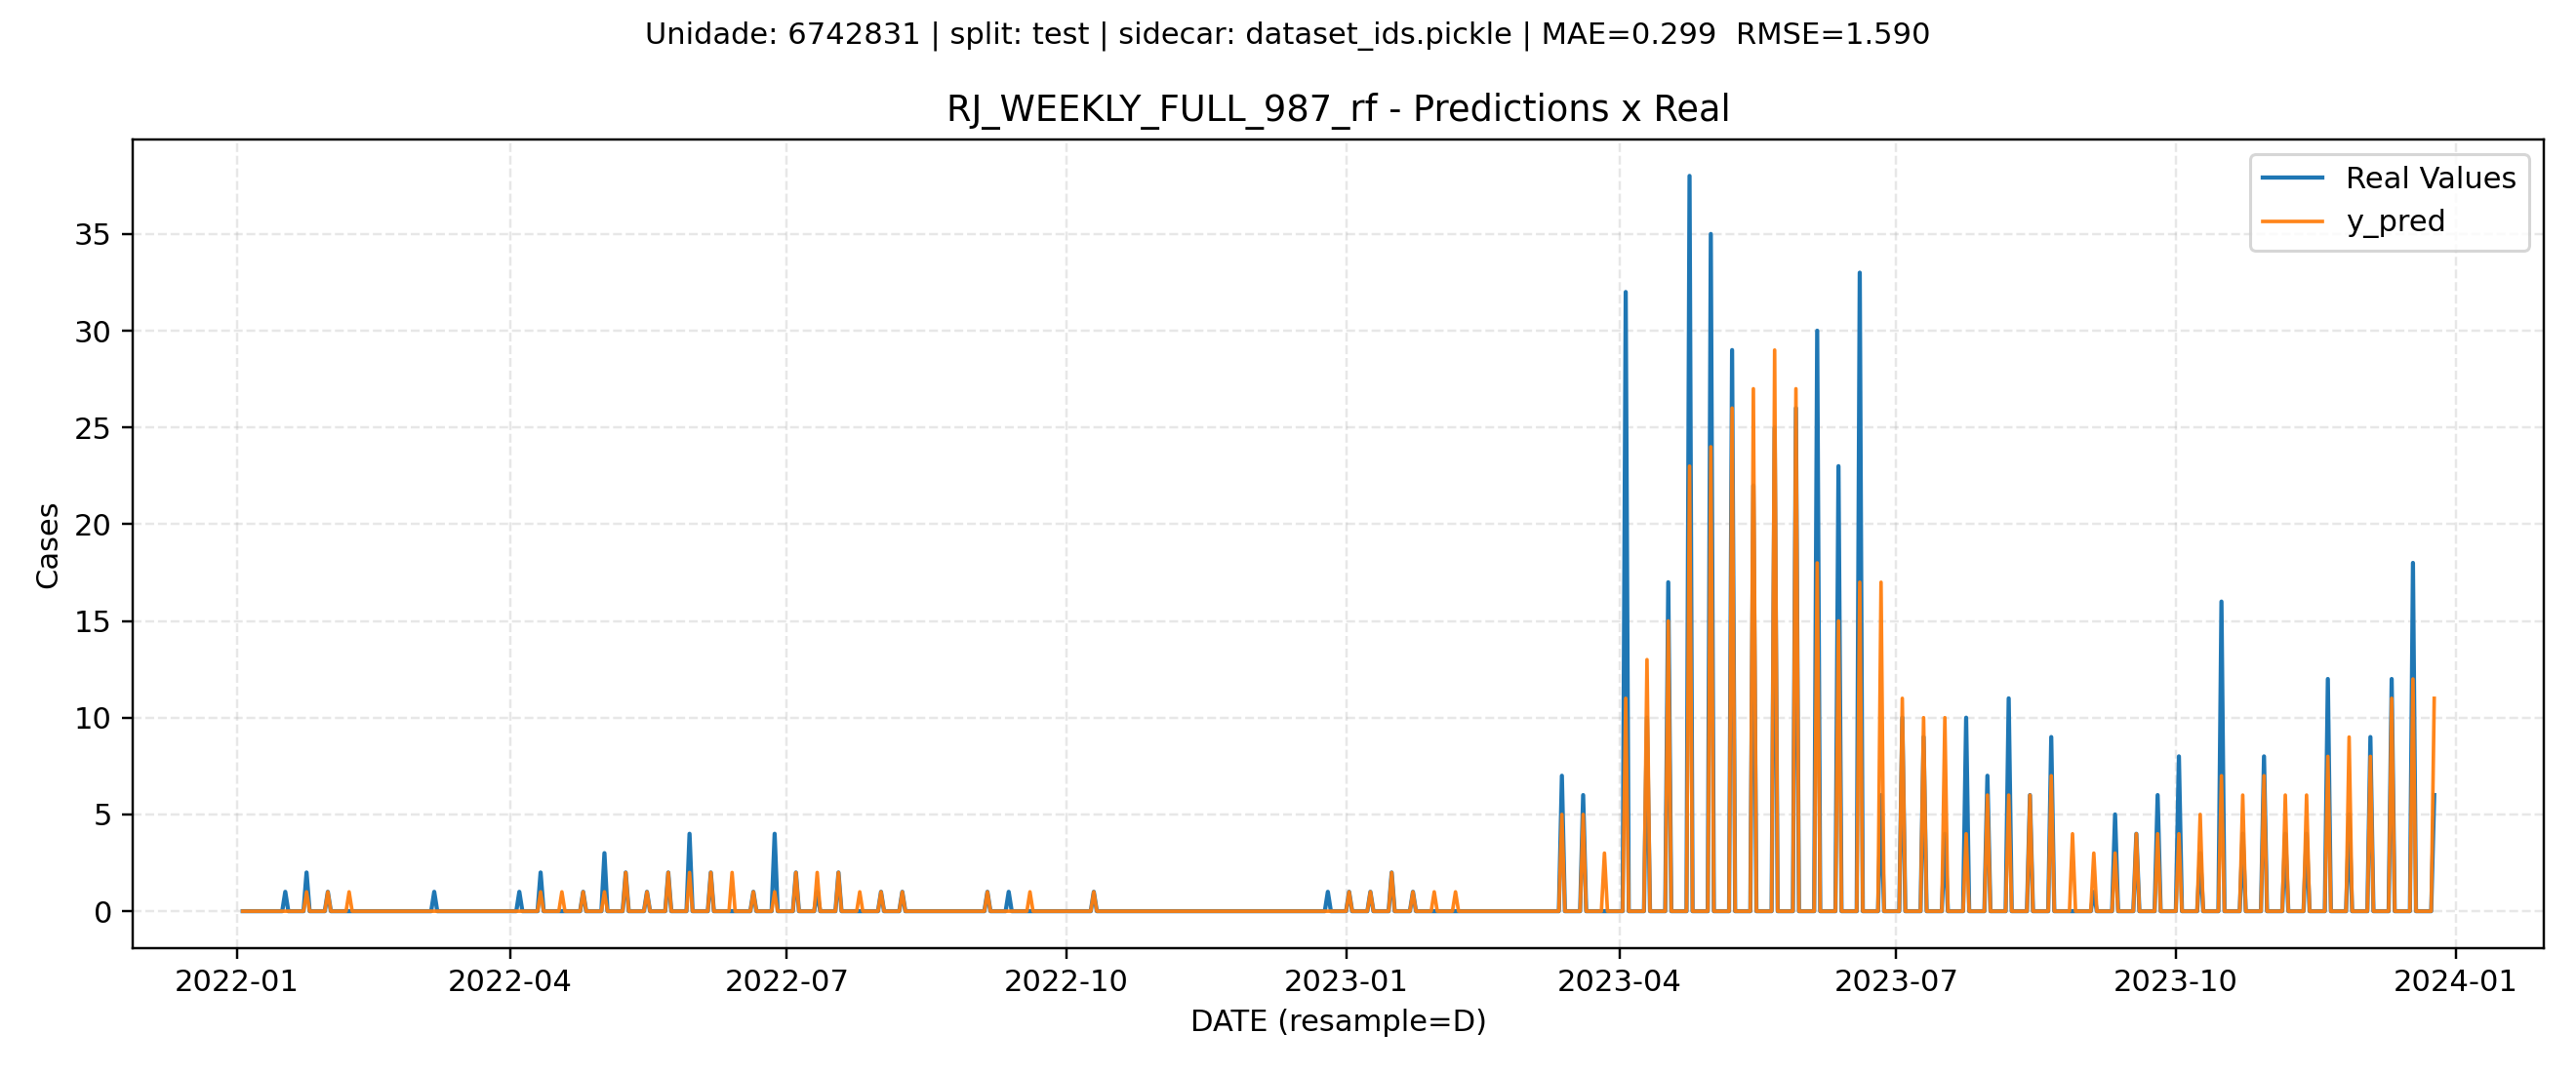 Unidade: 6742831 | split: test | sidecar: dataset_ids.pickle | MAE=0.299  RMSE=1.590
RJ_WEEKLY_FULL_987_rf - Predictions x Real
Real Values
y_pred
35
30
25
20
15
10
5
0
Cases
2022-01
2022-04
2022-07
2022-10
2023-01
2023-04
2023-07
2023-10
2024-01
DATE (resample=D)